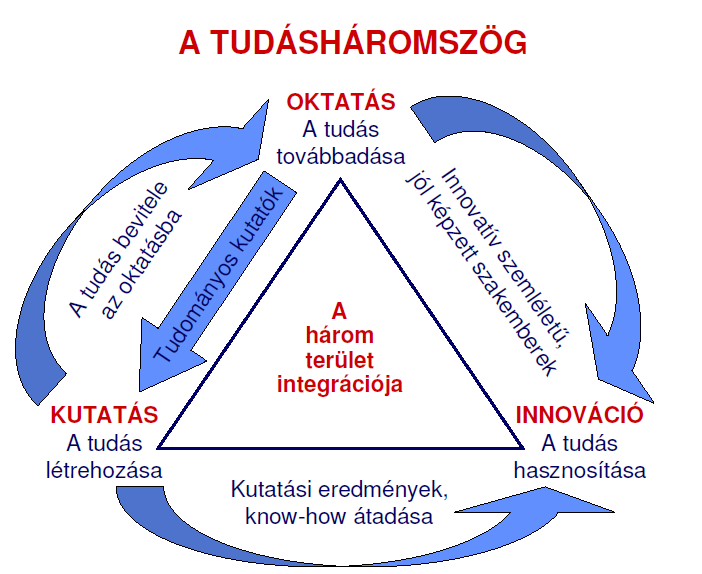 A TUDÁSHÁROMSZÖG
OKTATÁS
A tudás
továbbadása
A tudás bevitele
az oktatásba
Tudományos kutatók
Innovatív szemléletű,
jól képzett szakemberek
A
három
terület
integrációja
KUTATÁS
A tudás
létrehozása
INNOVÁCIÓ
A tudás
hasznosítása
Kutatási eredmények,
know-how átadása